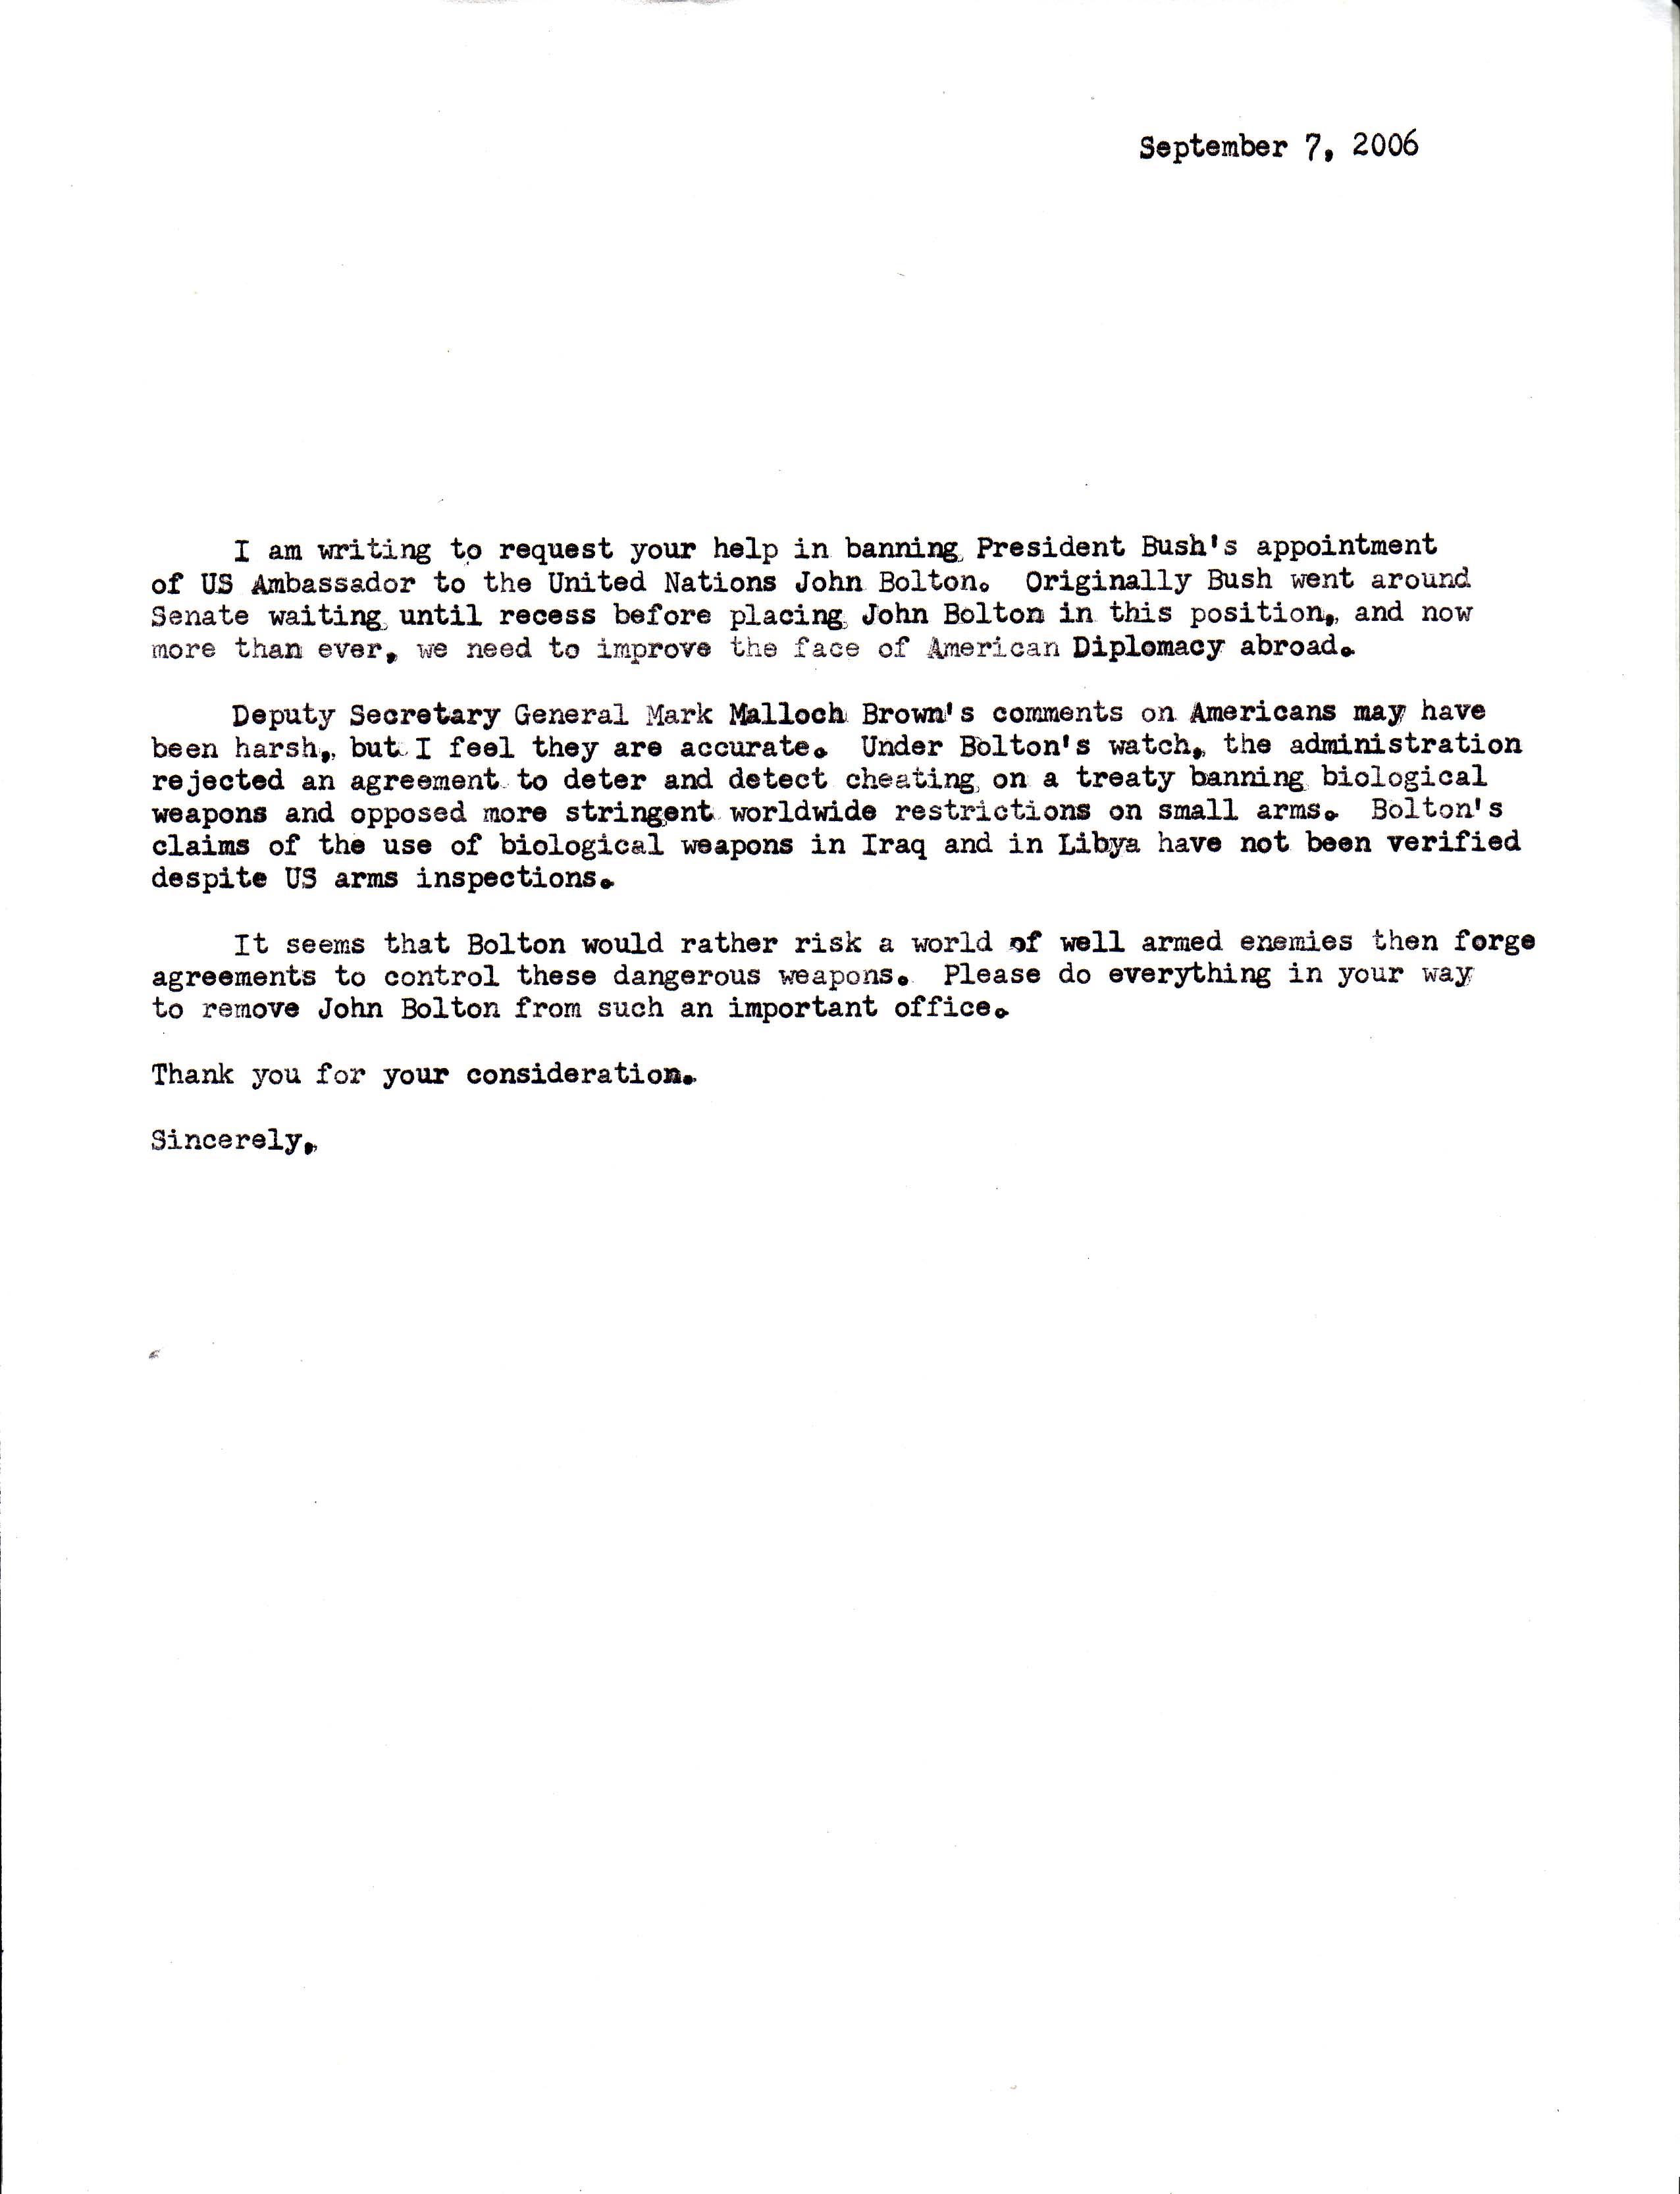 September 7, 2006
I am writing to request your help in banning President Bush's appointment
of US Ambassador to the United Nations John Bolton. Originally Bush went around
Senate waiting until recess before placing John Bolton in this position, and now
more than ever, we need to improve the face of American Diplomacy abroad.
Deputy Secretary General Mark Malloch Brown's comments on Americans may have
been harsh, but I feel they are accurate. Under Bolton's watch, the administration
rejected an agreement to deter and detect cheating on a treaty banning biological
weapons and opposed more stringent worldwide restrictions on small arms. Bolton's
claims of the use of biological weapons in Iraq and in Libya have not been verified
despite US arms inspections.
It seems that Bolton would rather risk a world of well armed enemies then forge
agreements to control these dangerous weapons. Please do everything in your way
to remove John Bolton from such an important office.
Thank you for your consideration.
Sincerely,